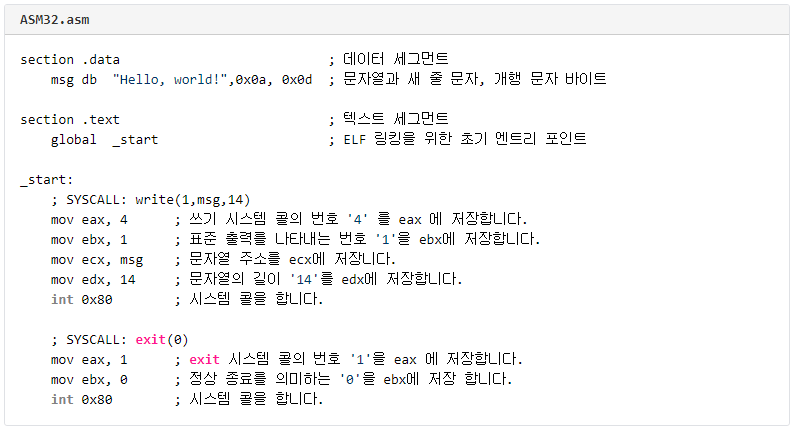 ASM32.asm
section .data ; 데이터 세그먼트
msg db "Hello, world!",0x0a, 0x0d ; 문자열과 새 줄 문자, 개행 문자 바이트
section .text ; 텍스트 세그먼트
global _start ; ELF 링킹을 위한 초기 엔트리 포인트
_start:
; SYSCALL: write(1,msg,14)
mov eax, 4 ; 쓰기 시스템 콜의 번호 '4' 를 eax 에 저장합니다.
mov ebx, 1 ; 표준 출력를 나타내는 번호 '1'을 ebx에 저장합니다.
mov ecx, msg ; 문자열 주소를 ecx에 저장니다.
mov edx, 14 ; 문자열의 길이 '14'를 edx에 저장합니다.
int 0x80 ; 시스템 콜을 합니다.
; SYSCALL: exit(0)
mov eax, 1 ; exit 시스템 콜의 번호 '1'을 eax 에 저장합니다.
mov ebx, 0 ; 정상 종료를 의미하는 '0'을 ebx에 저장 합니다.
int 0x80 ; 시스템 콜을 합니다.